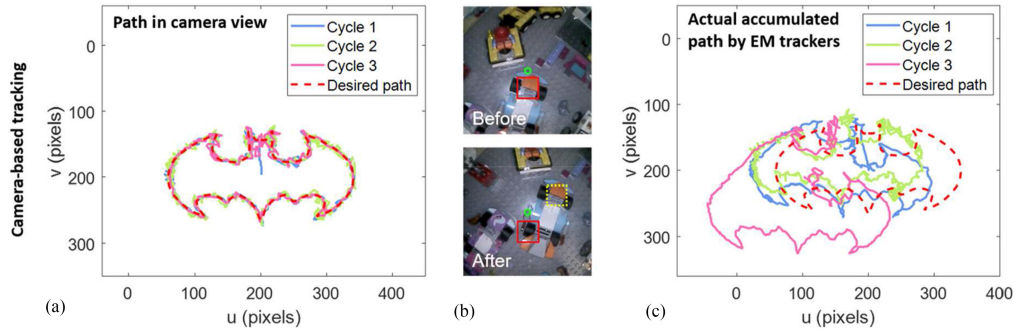 Camera-based tracking
Path in camera view
Cycle 1
Cycle 2
Cycle 3
Desired path
0
100
200
300
v (pixels)
0
100
200
300
400
u (pixels)
(a)
Before
After
(b)
Actual accumulated
path by EM trackers
Cycle 1
Cycle 2
Cycle 3
Desired path
0
100
200
300
v (pixels)
0
100
200
300
400
u (pixels)
(c)